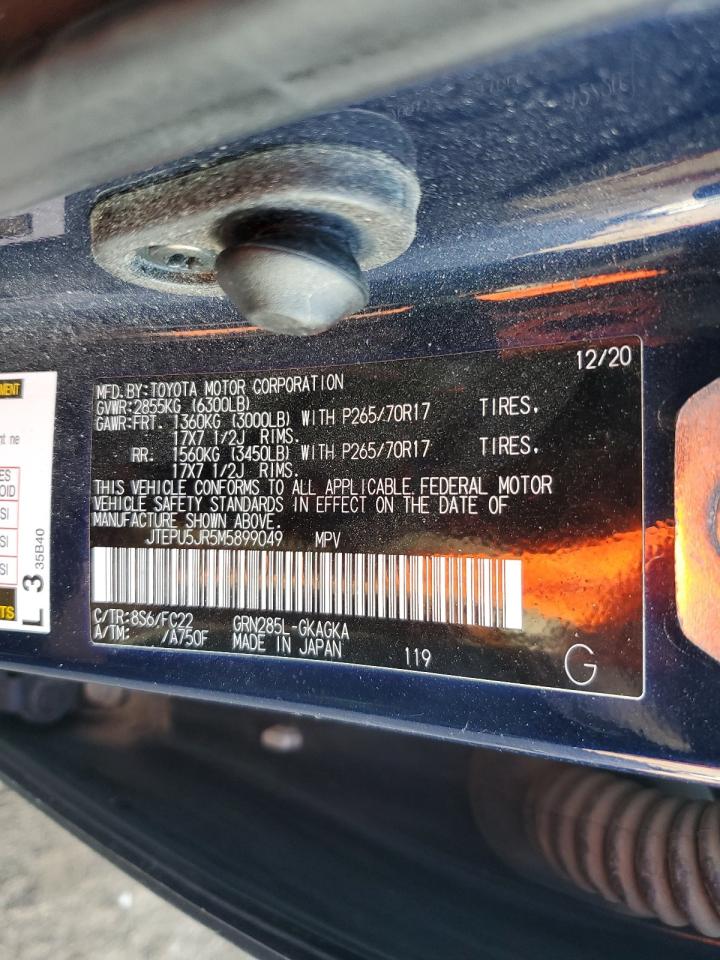 12/20
MFD. BY: TOYOTA MOTOR CORPORATION
GVWR: 2855KG (6300LB)
GAWR: FRT. 1360KG (3000LB) WITH P265/70R17 TIRES,
17X7 1/2J RIMS.
RR. 1560KG (3450LB) WITH P265/70R17 TIRES,
17X7 1/2J RIMS.
THIS VEHICLE CONFORMS TO ALL APPLICABLE FEDERAL MOTOR
VEHICLE SAFETY STANDARDS IN EFFECT ON THE DATE OF
MANUFACTURE SHOWN ABOVE.
JTEPU5JR5M5899049 MPV
C/TR: 8S6/FC22 GRN285L-GKAGKA
A/TM: /A750F MADE IN JAPAN
119
G
L 3
35B40